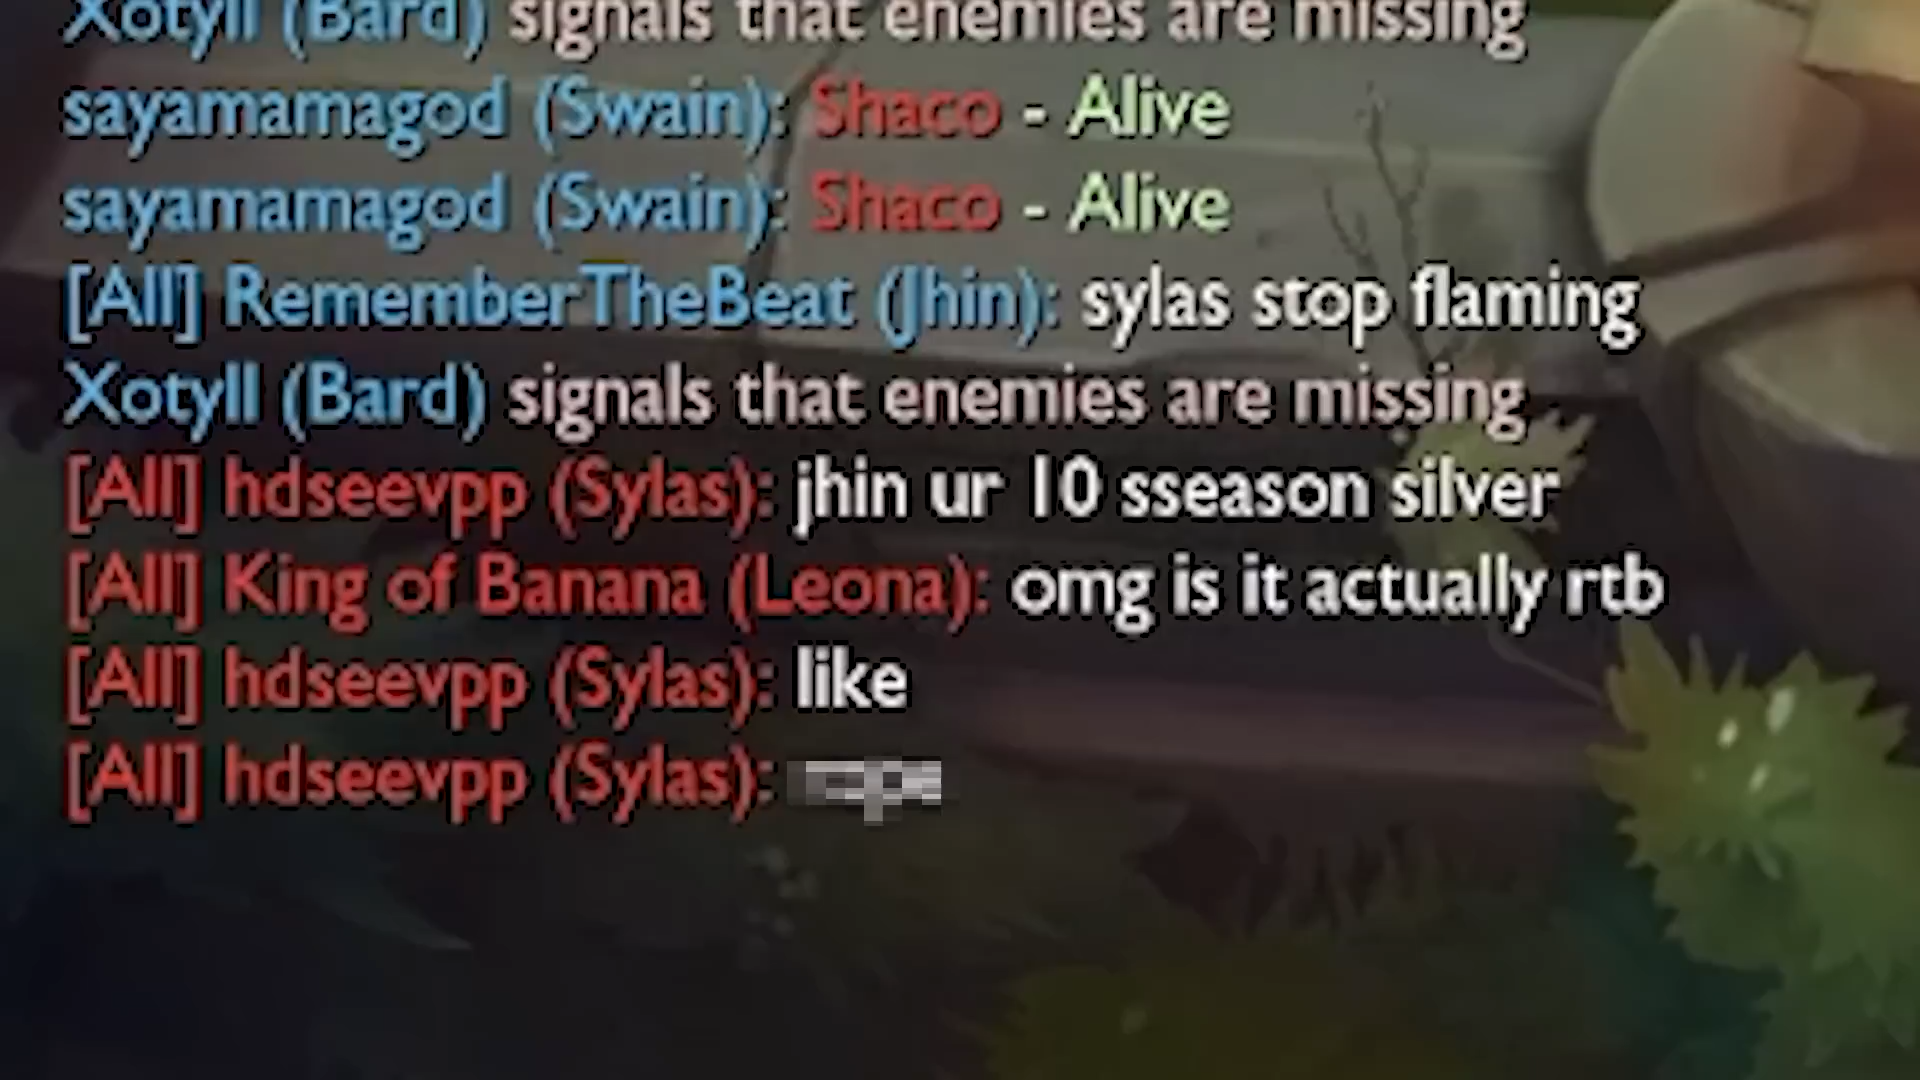 Xotyll (Bard) signals that enemies are missing
sayamamagod (Swain): Shaco - Alive
sayamamagod (Swain): Shaco - Alive
[All] RememberTheBeat (Jhin): sylas stop flaming
Xotyll (Bard) signals that enemies are missing
[All] hdseevpp (Sylas): jhin ur 10 sseason silver
[All] King of Banana (Leona): omg is it actually rtb
[All] hdseevpp (Sylas): like
[All] hdseevpp (Sylas):